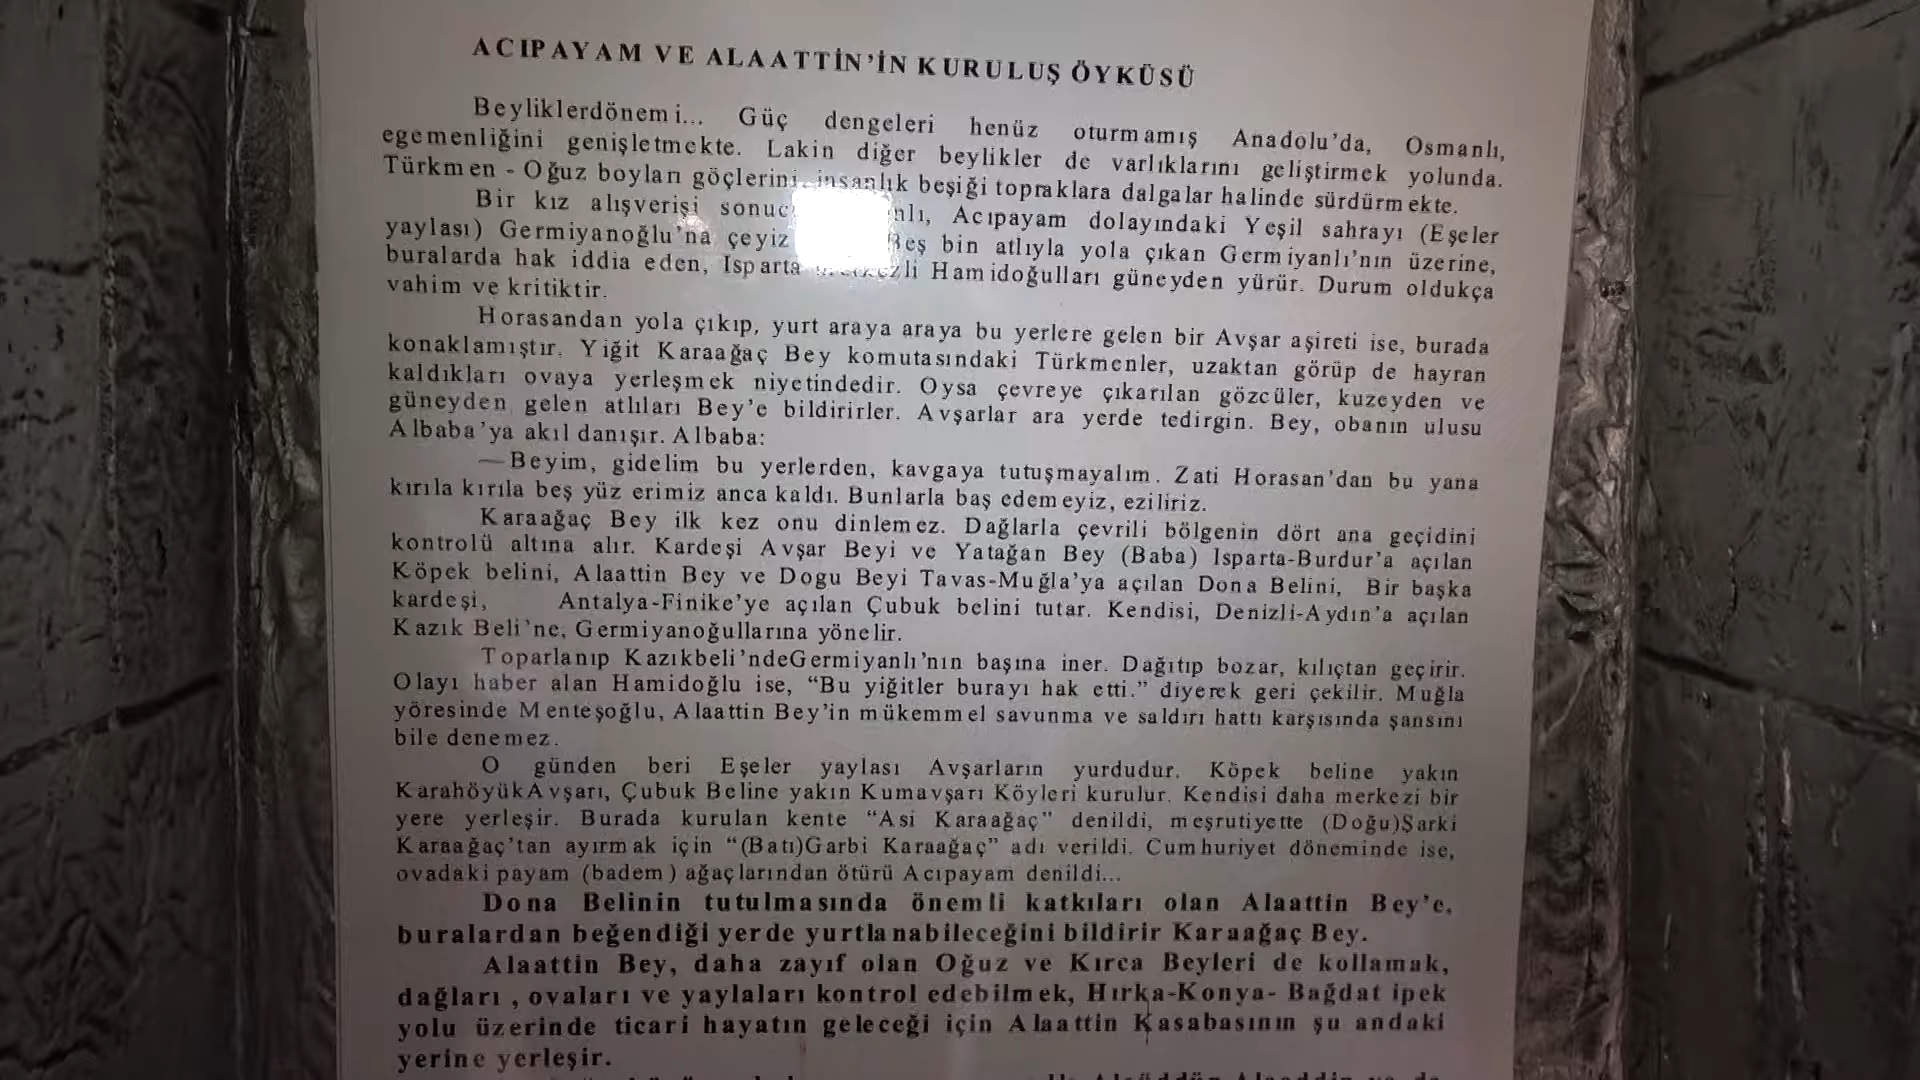 ACIPAYAM VE ALAATTİN'İN KURULUŞ ÖYKÜSÜ
Beyliklerdönemi... Güç dengeleri henüz oturmamış Anadolu'da, Osmanlı,
egemenliğini genişletmekte. Lakin diğer beylikler de varlıklarını geliştirmek yolunda.
Türkmen - Oğuz boyları göçlerini, insanlık beşiği topraklara dalgalar halinde sürdürmekte.
Bir kız alışverişi Acıpayam dolayındaki Yeşil sahrayı (Eşeler
yaylası) Germiyanoğlu'na çeyiz Beş bin atlıyla yola çıkan Germiyanlı'nın üzerine,
buralarda hak iddia eden, Isparta Hamidoğulları güneyden yürür. Durum oldukça
vahim ve kritiktir.
Horasandan yola çıkıp, yurt araya araya bu yerlere gelen bir Avşar aşireti ise, burada
konaklamıştır. Yiğit Karaağaç Bey komutasındaki Türkmenler, uzaktan görüp de hayran
kaldıkları ovaya yerleşmek niyetindedir. Oysa çevreye çıkarılan gözcüler, kuzeyden ve
güneyden gelen atlıları Bey'e bildirirler. Avşarlar ara yerde tedirgin. Bey, obanın ulusu
Albaba'ya akıl danışır. Albaba:
—Beyim, gidelim bu yerlerden, kavgaya tutuşmayalım. Zati Horasan'dan bu yana
kırıla kırıla beş yüz erimiz anca kaldı. Bunlarla baş edemeyiz, eziliriz.
Karaağaç Bey ilk kez onu dinlemez. Dağlarla çevrili bölgenin dört ana geçidini
kontrolü altına alır. Kardeşi Avşar Beyi ve Yatağan Bey (Baba) Isparta-Burdur'a açılan
Köpek belini, Alaattin Bey ve Dogu Beyi Tavas-Muğla'ya açılan Dona Belini, Bir başka
kardeşi, Antalya-Finike'ye açılan Çubuk belini tutar. Kendisi, Denizli-Aydın'a açılan
Kazık Beli'ne, Germiyanoğullarına yönelir.
Toparlanıp Kazıkbeli'ndeGermiyanlı'nın başına iner. Dağıtıp bozar, kılıçtan geçirir.
Olayı haber alan Hamidoğlu ise, "Bu yiğitler burayı hak etti." diyerek geri çekilir. Muğla
yöresinde Menteşoğlu, Alaattin Bey'in mükemmel savunma ve saldırı hattı karşısında şansını
bile denemez.
O günden beri Eşeler yaylası Avşarların yurdudur. Köpek beline yakın
KarahöyükAvşarı, Çubuk Beline yakın Kumavşarı Köyleri kurulur. Kendisi daha merkezi bir
yere yerleşir. Burada kurulan kente "Asi Karaağaç" denildi, meşrutiyette (Doğu)Şarki
Karaağaç'tan ayırmak için "(Batı)Garbi Karaağaç" adı verildi. Cumhuriyet döneminde ise,
ovadaki payam (badem) ağaçlarından ötürü Acıpayam denildi...
Dona Belinin tutulmasında önemli katkıları olan Alaattin Bey'e,
buralardan beğendiği yerde yurtlanabileceğini bildirir Karaağaç Bey.
Alaattin Bey, daha zayıf olan Oğuz ve Kırca Beyleri de kollamak,
dağları , ovaları ve yaylaları kontrol edebilmek, Hırka-Konya- Bağdat ipek
yolu üzerinde ticari hayatın geleceği için Alaattin Kasabasının şu andaki
yerine yerleşir.